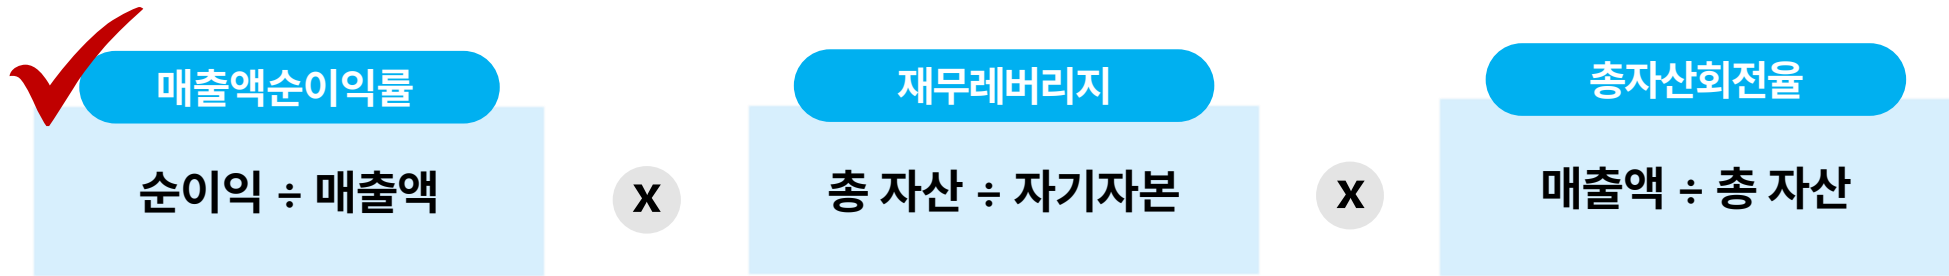 매출액순이익률
순이익 ÷ 매출액
x
재무레버리지
총 자산 ÷ 자기자본
x
총자산회전율
매출액 ÷ 총 자산